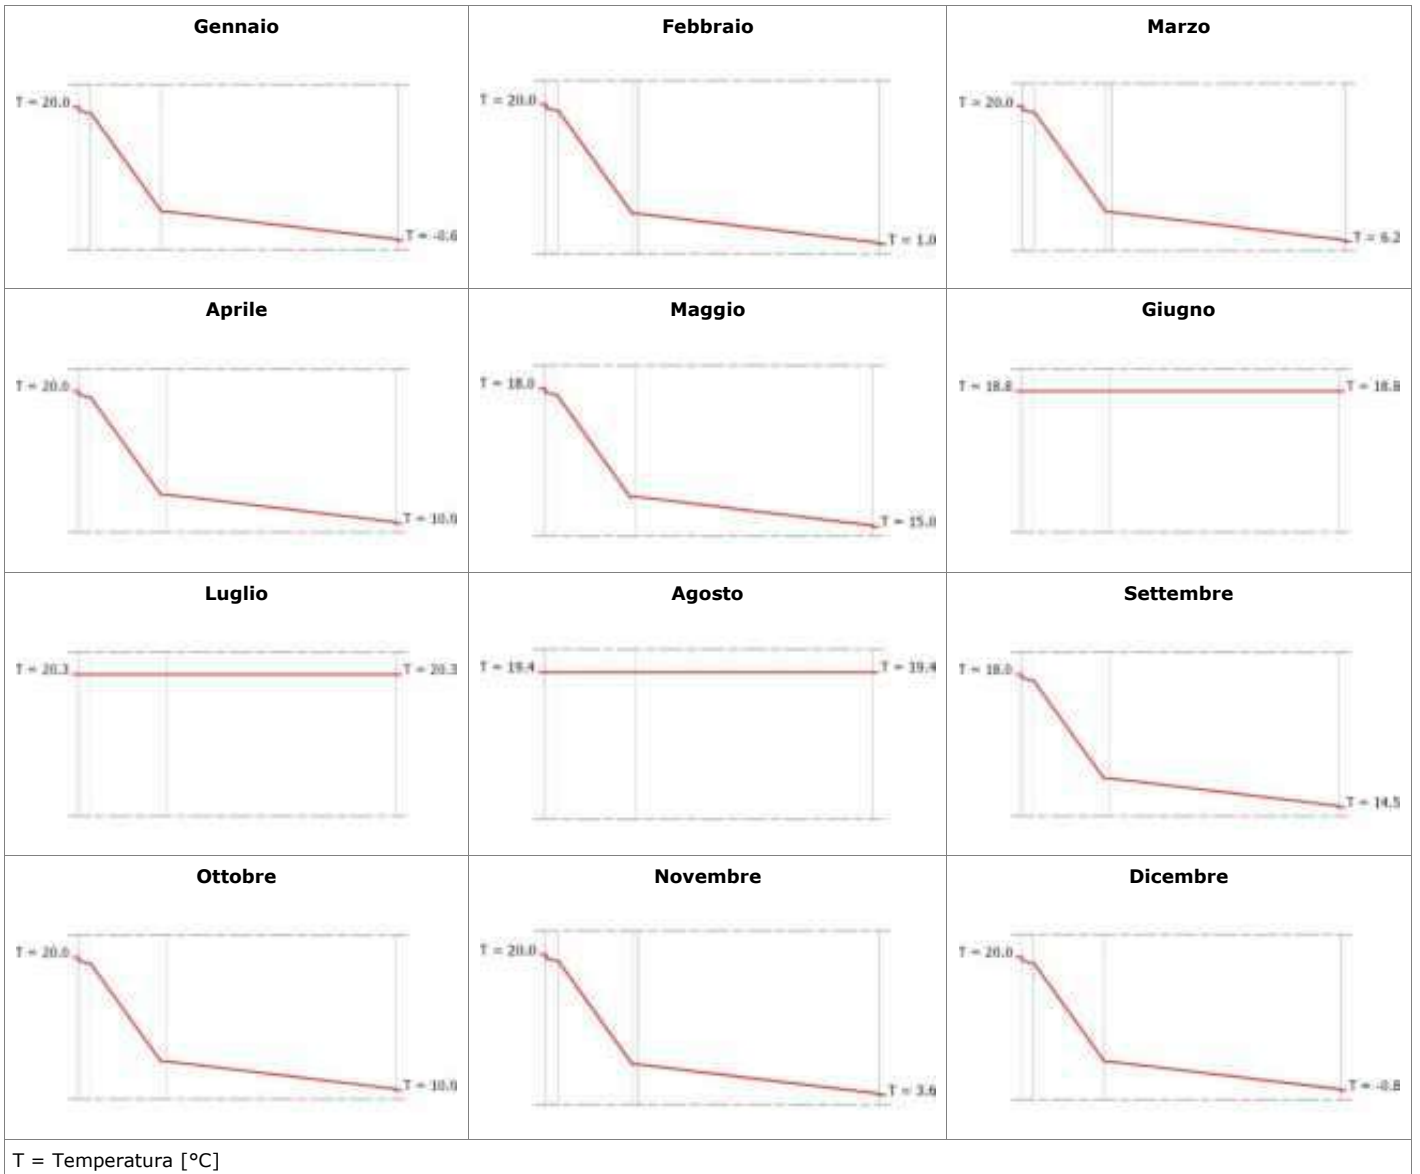 Gennaio
T = 20.0
T = -0.6
Febbraio
T = 20.0
T = 1.0
Marzo
T = 20.0
T = 6.2
Aprile
T = 20.0
T = 10.0
Maggio
T = 18.0
T = 15.0
Giugno
T = 18.8
T = 18.8
Luglio
T = 20.3
T = 20.3
Agosto
T = 19.4
T = 19.4
Settembre
T = 18.0
T = 14.5
Ottobre
T = 20.0
T = 10.0
Novembre
T = 20.0
T = 3.6
Dicembre
T = 20.0
T = -0.8
T = Temperatura [°C]